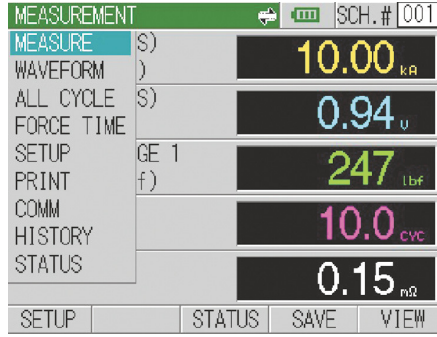 MEASUREMENT SCH.# 001
MEASURE S) 10.00 kA
WAVEFORM )
ALL CYCLE S) 0.94 V
FORCE TIME
SETUP GE 1 247 lbf
PRINT f)
COMM 10.0 CYC
HISTORY
STATUS 0.15 mΩ
SETUP STATUS SAVE VIEW